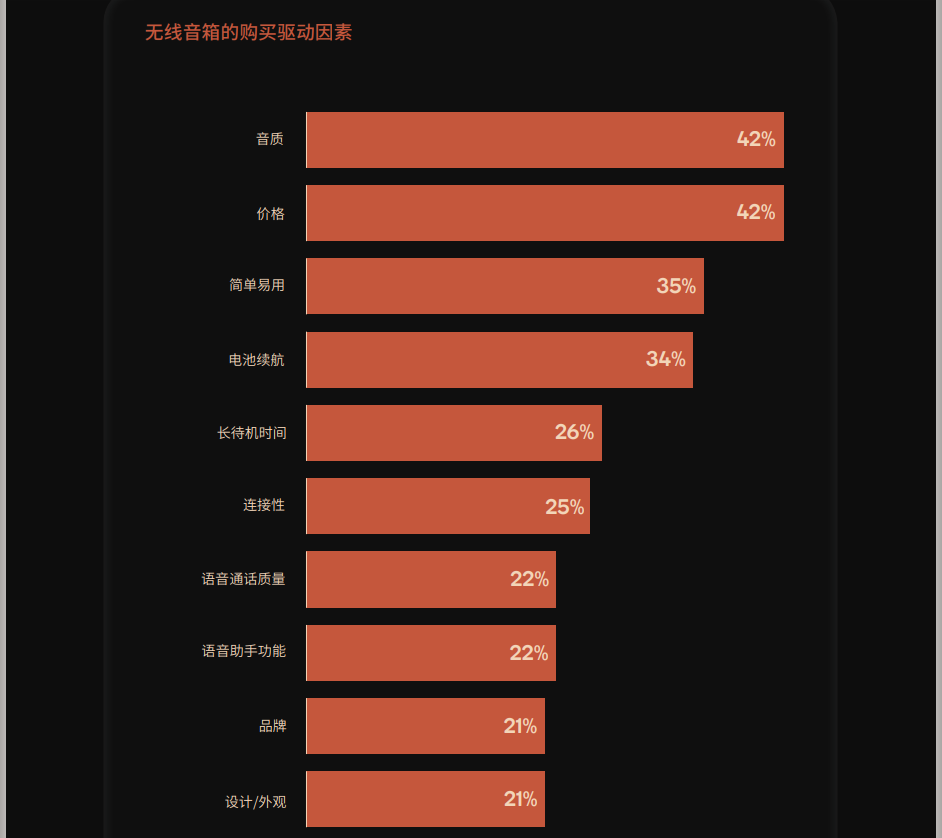 无线音箱的购买驱动因素
音质 42%
价格 42%
简单易用 35%
电池续航 34%
长待机时间 26%
连接性 25%
语音通话质量 22%
语音助手功能 22%
品牌 21%
设计/外观 21%